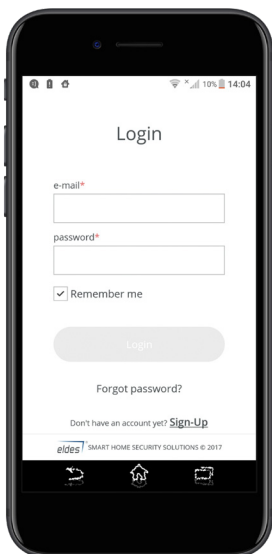 10% 14:04
Login
e-mail*
password*
Remember me
Login
Forgot password?
Don't have an account yet? Sign-Up
eldes SMART HOME SECURITY SOLUTIONS © 2017